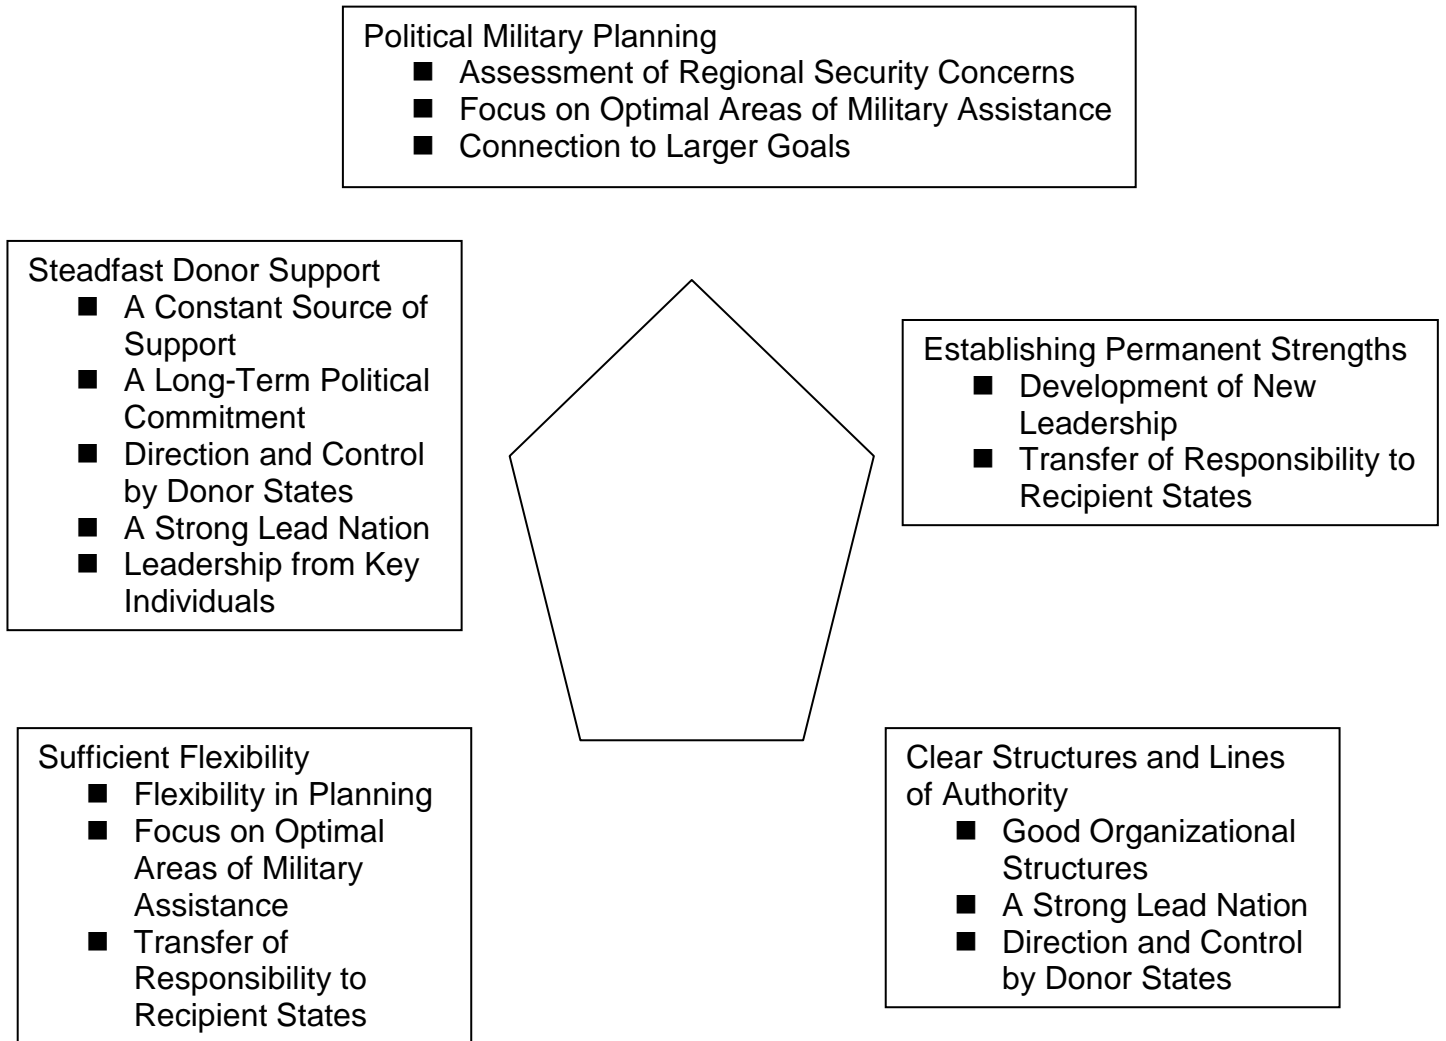 Political Military Planning
■ Assessment of Regional Security Concerns
■ Focus on Optimal Areas of Military Assistance
■ Connection to Larger Goals
Steadfast Donor Support
■ A Constant Source of
Support
■ A Long-Term Political
Commitment
■ Direction and Control
by Donor States
■ A Strong Lead Nation
■ Leadership from Key
Individuals
Establishing Permanent Strengths
■ Development of New
Leadership
■ Transfer of Responsibility to
Recipient States
Sufficient Flexibility
■ Flexibility in Planning
■ Focus on Optimal
Areas of Military
Assistance
■ Transfer of
Responsibility to
Recipient States
Clear Structures and Lines
of Authority
■ Good Organizational
Structures
■ A Strong Lead Nation
■ Direction and Control
by Donor States